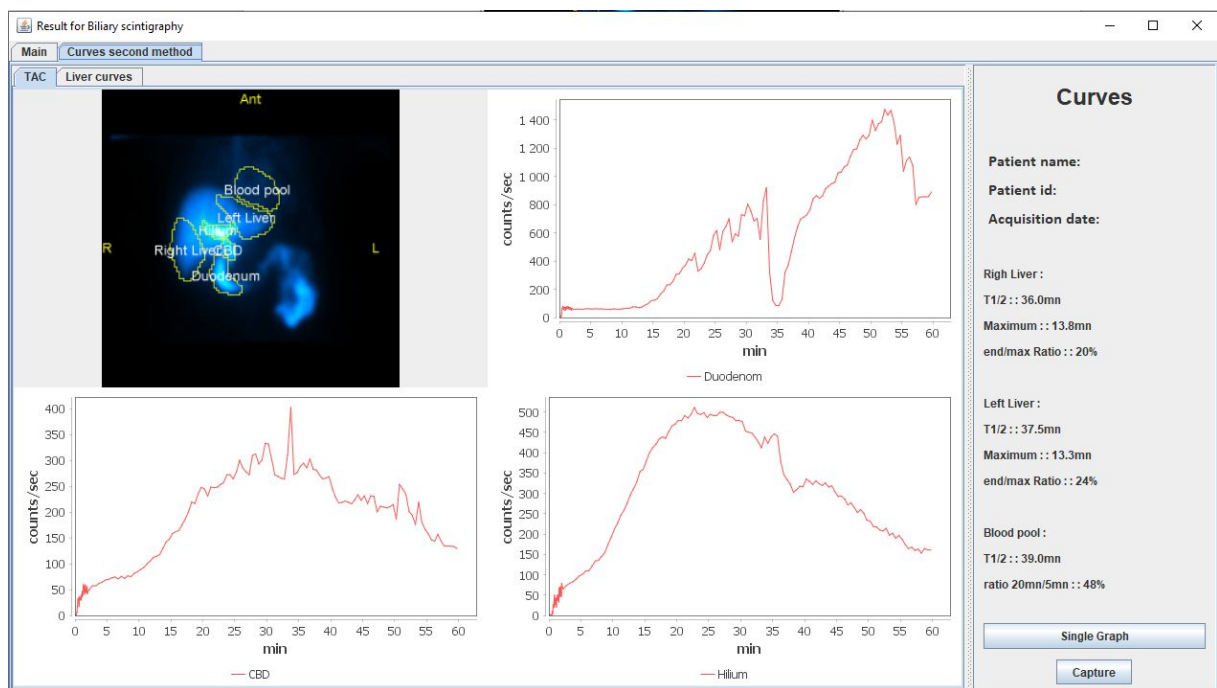 Result for Biliary scintigraphy
Main Curves second method
TAC Liver curves
Ant
Blood pool
Left Liver
Hilium
Right Liver CBD
R L
Duodenum
counts/sec
1 400
1 200
1 000
800
600
400
200
0
0 5 10 15 20 25 30 35 40 45 50 55 60
min
Duodenom
counts/sec
400
350
300
250
200
150
100
50
0
0 5 10 15 20 25 30 35 40 45 50 55 60
min
CBD
counts/sec
500
450
400
350
300
250
200
150
100
50
0
0 5 10 15 20 25 30 35 40 45 50 55 60
min
Hilium
Curves
Patient name:
Patient id:
Acquisition date:
Righ Liver :
T1/2 : : 36.0mn
Maximum : : 13.8mn
end/max Ratio : : 20%
Left Liver :
T1/2 : : 37.5mn
Maximum : : 13.3mn
end/max Ratio : : 24%
Blood pool :
T1/2 : : 39.0mn
ratio 20mn/5mn : : 48%
Single Graph
Capture